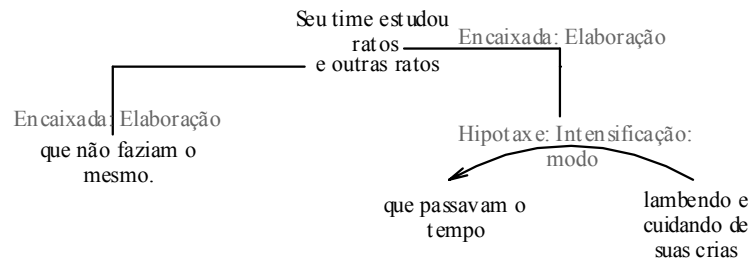 Seu time estudou
ratos
Encaixada: Elaboração
e outras ratos
Encaixada: Elaboração
que não faziam o
mesmo.
Hipotaxe: Intensificação:
modo
que passavam o
tempo
lambendo e
cuidando de
suas crias